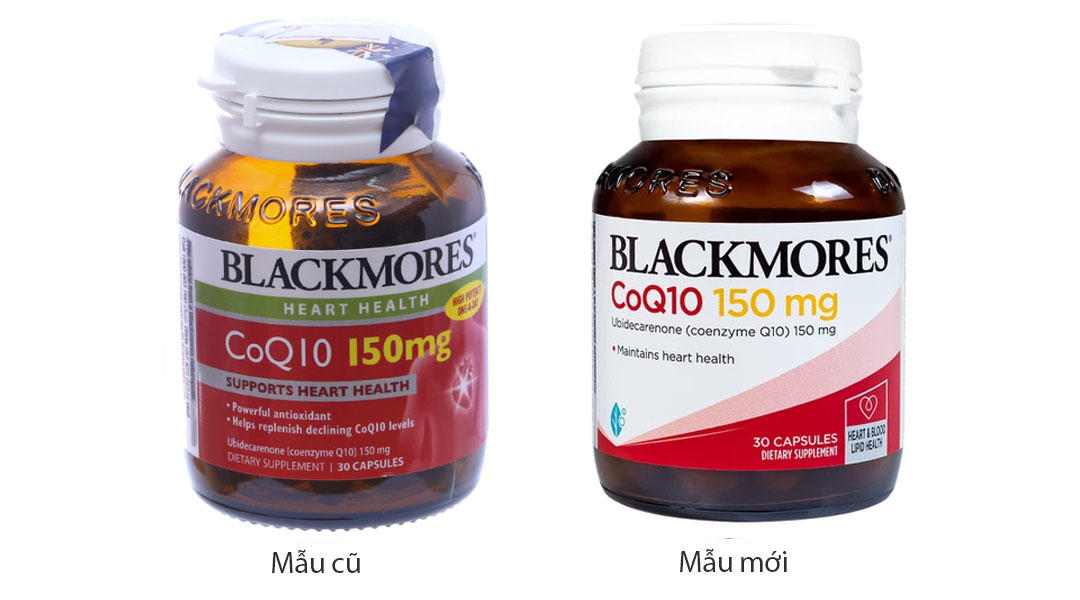 BLACKMORES
BLACKMORES®
HEART HEALTH
HIGH POTENCY
ONE-A-DAY
CoQ10 150mg
SUPPORTS HEART HEALTH
• Powerful antioxidant
• Helps replenish declining CoQ10 levels
Ubidecarenone (coenzyme Q10) 150 mg
DIETARY SUPPLEMENT | 30 CAPSULES
Mẫu cũ
MORES
BLACKMORES®
CoQ10 150 mg
Ubidecarenone (coenzyme Q10) 150 mg
• Maintains heart health
30 CAPSULES
DIETARY SUPPLEMENT
HEART & BLOOD
LIPID HEALTH
Mẫu mới